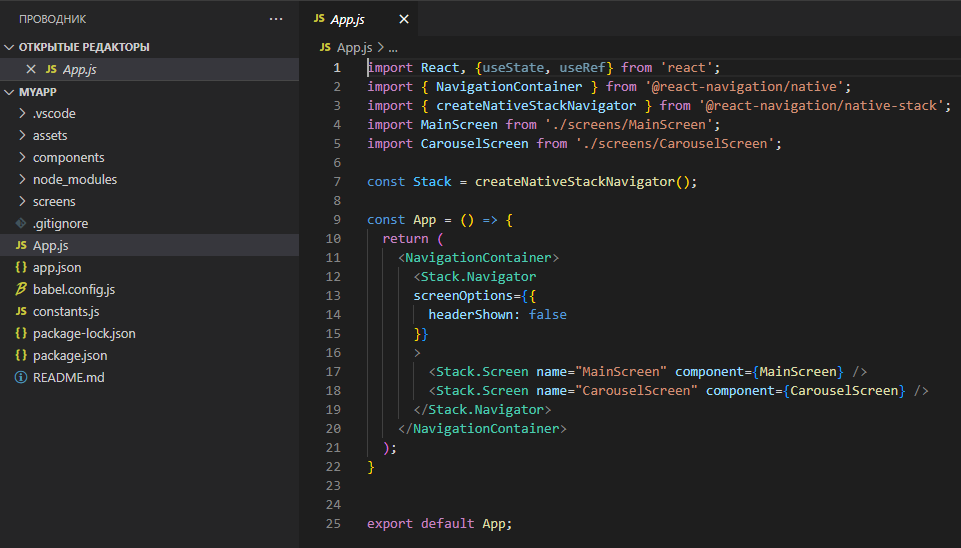 ПРОВОДНИК
ОТКРЫТЫЕ РЕДАКТОРЫ
JS App.js
MYAPP
.vscode
assets
components
node_modules
screens
.gitignore
JS App.js
{} app.json
babel.config.js
JS constants.js
{} package-lock.json
{} package.json
README.md
JS App.js
JS App.js > ...
1 import React, {useState, useRef} from 'react';
2 import { NavigationContainer } from '@react-navigation/native';
3 import { createNativeStackNavigator } from '@react-navigation/native-stack';
4 import MainScreen from './screens/MainScreen';
5 import CarouselScreen from './screens/CarouselScreen';
6
7 const Stack = createNativeStackNavigator();
8
9 const App = () => {
10 return (
11 <NavigationContainer>
12 <Stack.Navigator
13 screenOptions={{
14 headerShown: false
15 }}
16 >
17 <Stack.Screen name="MainScreen" component={MainScreen} />
18 <Stack.Screen name="CarouselScreen" component={CarouselScreen} />
19 </Stack.Navigator>
20 </NavigationContainer>
21 );
22 }
23
24
25 export default App;